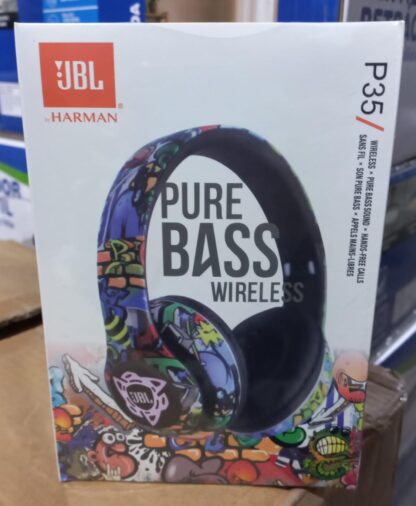 JBL
by HARMAN
P35/
WIRELESS × PURE BASS SOUND × HANDS-FREE CALLS
SANS FIL × SON PURE BASS × APPELS MAINS-LIBRES
PURE
BASS
WIRELESS
JBL